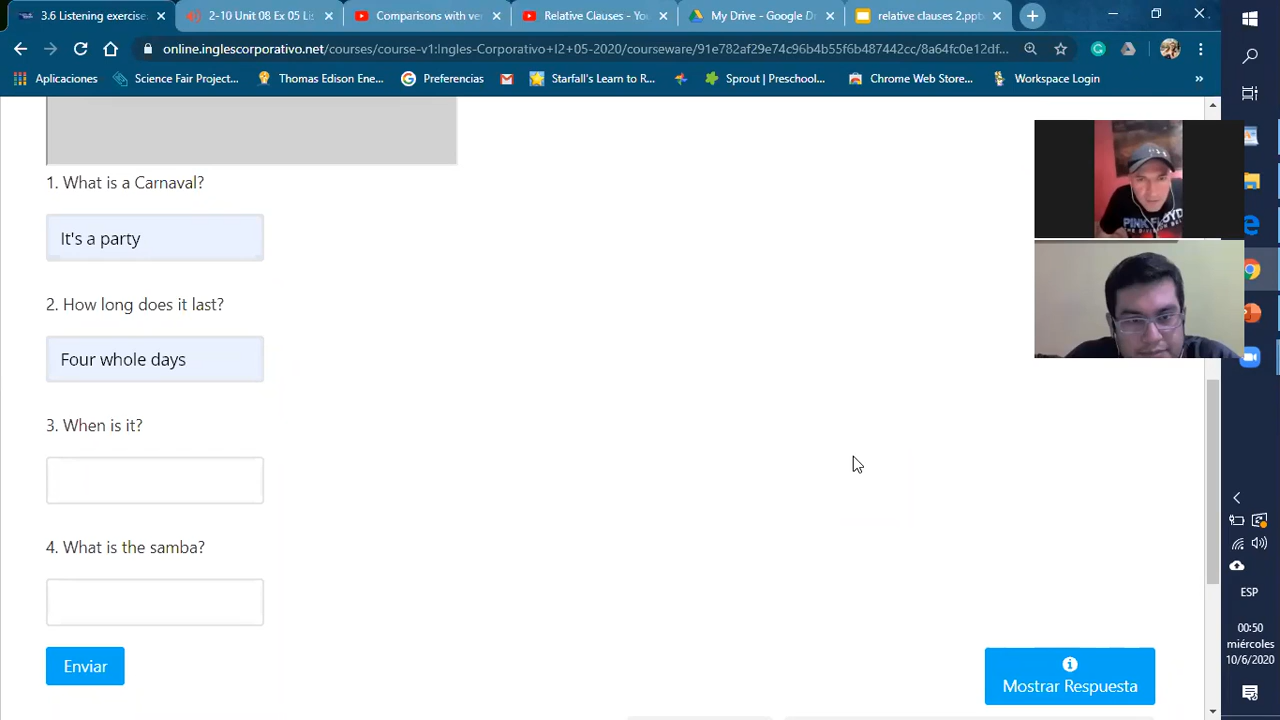 3.6 Listening exercise
2-10 Unit 08 Ex 05 Li
Comparisons with ve
Relative Clauses - Yo
My Drive - Google D
relative clauses 2.ppt
online.inglescorporativo.net/courses/course-v1:Ingles-Corporativo+I2+05-2020/courseware/91e782af29e74c96b4b55f6b487442cc/8a64fc0e12df...
Aplicaciones
Science Fair Project...
Thomas Edison Ene...
Preferencias
Starfall's Learn to R...
Sprout | Preschool...
Chrome Web Store...
Workspace Login
»
1. What is a Carnaval?
It's a party
2. How long does it last?
Four whole days
3. When is it?
4. What is the samba?
Enviar
Mostrar Respuesta
PINK FLOYD
ESP
00:50
miércoles
10/6/2020